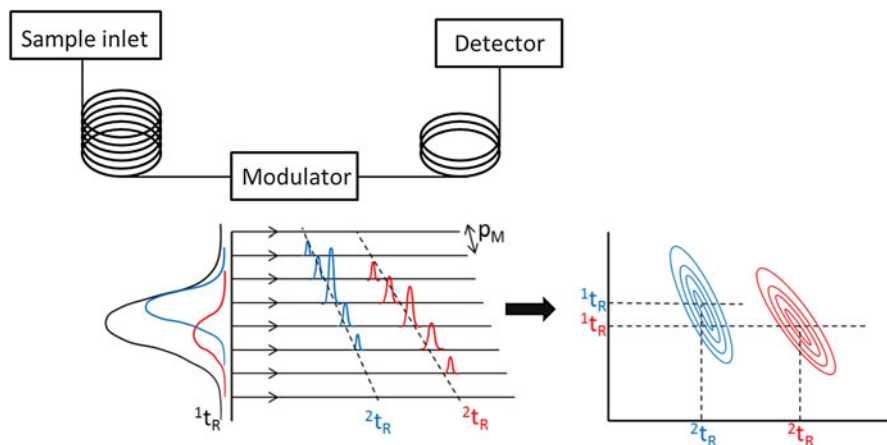 Sample inlet
Detector
Modulator
pM
¹tR
²tR
²tR
¹tR
¹tR
²tR
²tR